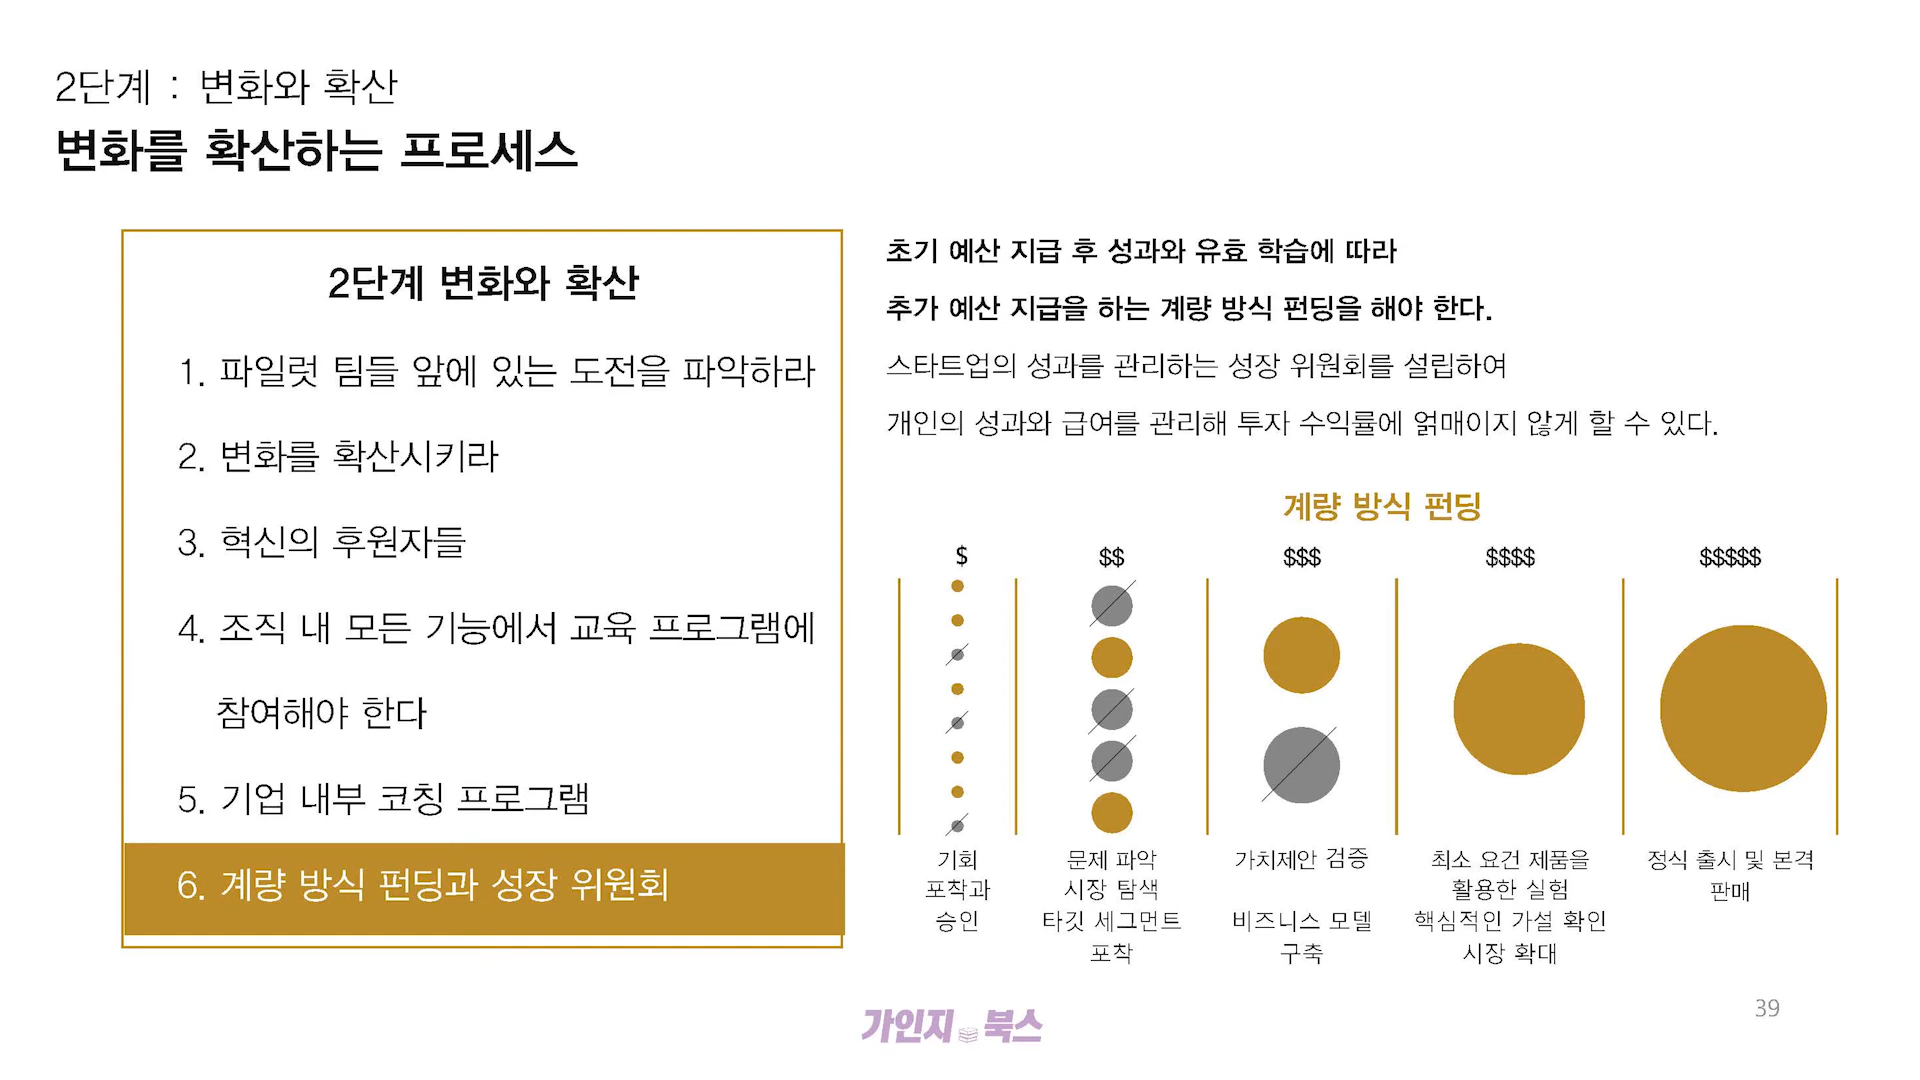 2단계 : 변화와 확산
변화를 확산하는 프로세스
2단계 변화와 확산
1. 파일럿 팀들 앞에 있는 도전을 파악하라
2. 변화를 확산시키라
3. 혁신의 후원자들
4. 조직 내 모든 기능에서 교육 프로그램에
참여해야 한다
5. 기업 내부 코칭 프로그램
6. 계량 방식 펀딩과 성장 위원회
초기 예산 지급 후 성과와 유효 학습에 따라
추가 예산 지급을 하는 계량 방식 펀딩을 해야 한다.
스타트업의 성과를 관리하는 성장 위원회를 설립하여
개인의 성과와 급여를 관리해 투자 수익률에 얽매이지 않게 할 수 있다.
계량 방식 펀딩
$
$$
$$$
$$$$
$$$$$
기회
포착과
승인
문제 파악
시장 탐색
타깃 세그먼트
포착
가치제안 검증
비즈니스 모델
구축
최소 요건 제품을
활용한 실험
핵심적인 가설 확인
시장 확대
정식 출시 및 본격
판매
가인지 북스
39